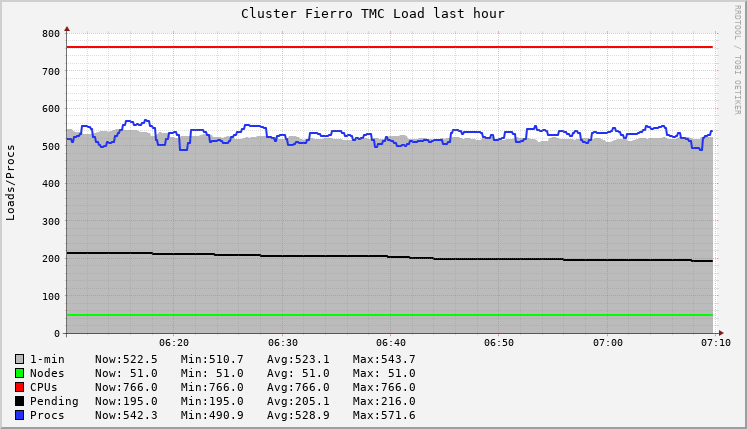 Cluster Fierro TMC Load last hour
RRDTOOL / TOBI OETIKER
Loads/Procs
800
700
600
500
400
300
200
100
0
06:20 06:30 06:40 06:50 07:00 07:10
1-min Now:522.5 Min:510.7 Avg:523.1 Max:543.7
Nodes Now: 51.0 Min: 51.0 Avg: 51.0 Max: 51.0
CPUs Now:766.0 Min:766.0 Avg:766.0 Max:766.0
Pending Now:195.0 Min:195.0 Avg:205.1 Max:216.0
Procs Now:542.3 Min:490.9 Avg:528.9 Max:571.6